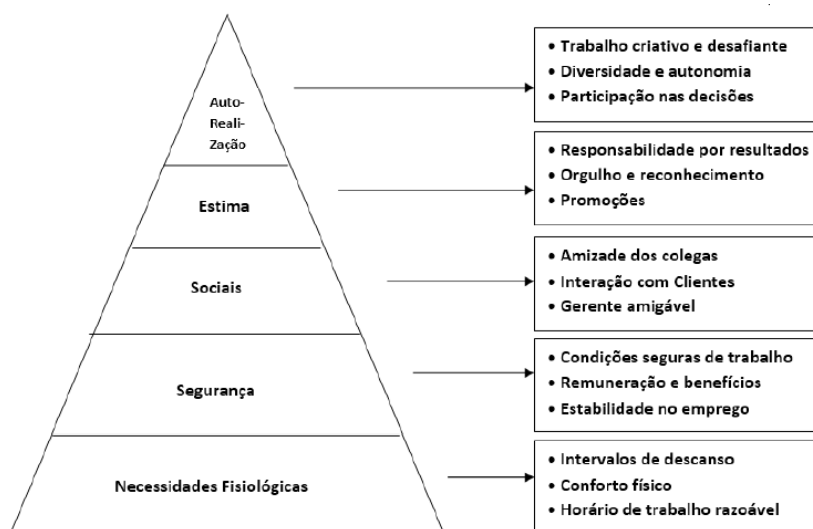 Auto-
Reali-
Zação
• Trabalho criativo e desafiante
• Diversidade e autonomia
• Participação nas decisões
Estima
• Responsabilidade por resultados
• Orgulho e reconhecimento
• Promoções
Sociais
• Amizade dos colegas
• Interação com Clientes
• Gerente amigável
Segurança
• Condições seguras de trabalho
• Remuneração e benefícios
• Estabilidade no emprego
Necessidades Fisiológicas
• Intervalos de descanso
• Conforto físico
• Horário de trabalho razoável